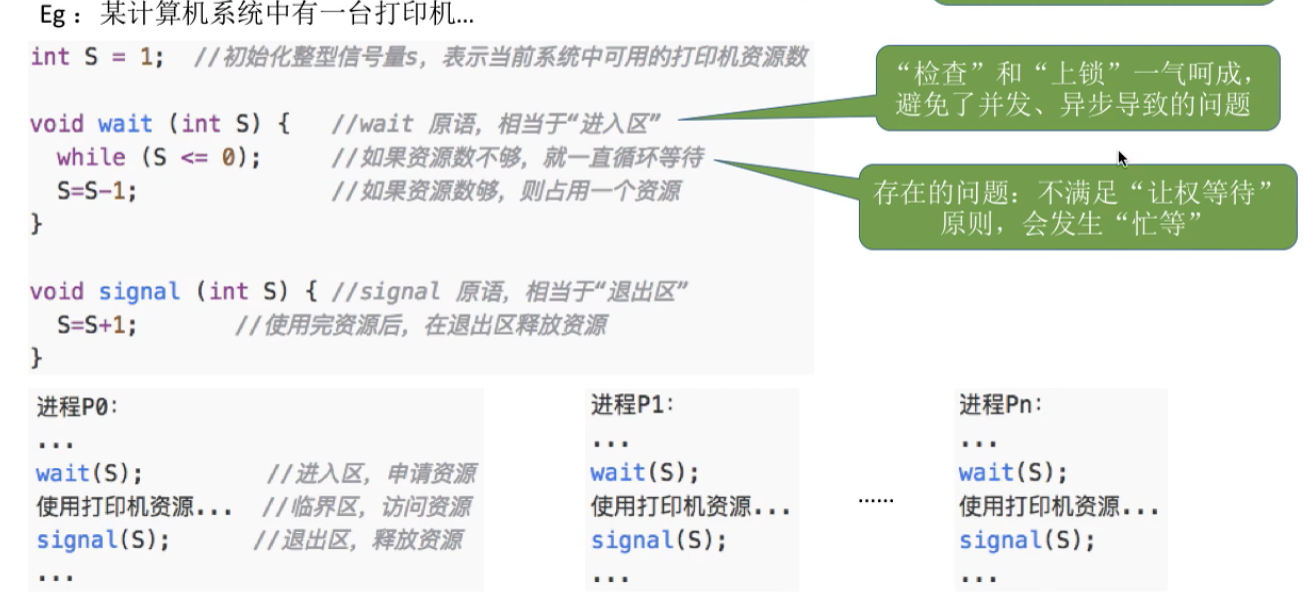 Eg：某计算机系统中有一台打印机...
int S = 1; //初始化整型信号量s，表示当前系统中可用的打印机资源数
void wait (int S) { //wait 原语，相当于“进入区”
while (S <= 0); //如果资源数不够，就一直循环等待
S=S-1; //如果资源数够，则占用一个资源
}
void signal (int S) { //signal 原语，相当于“退出区”
S=S+1; //使用完资源后，在退出区释放资源
}
“检查”和“上锁”一气呵成，
避免了并发、异步导致的问题
存在的问题：不满足“让权等待”
原则，会发生“忙等”
进程P0：
...
wait(S); //进入区，申请资源
使用打印机资源... //临界区，访问资源
signal(S); //退出区，释放资源
...
进程P1：
...
wait(S);
使用打印机资源...
signal(S);
...
......
进程Pn：
...
wait(S);
使用打印机资源...
signal(S);
...